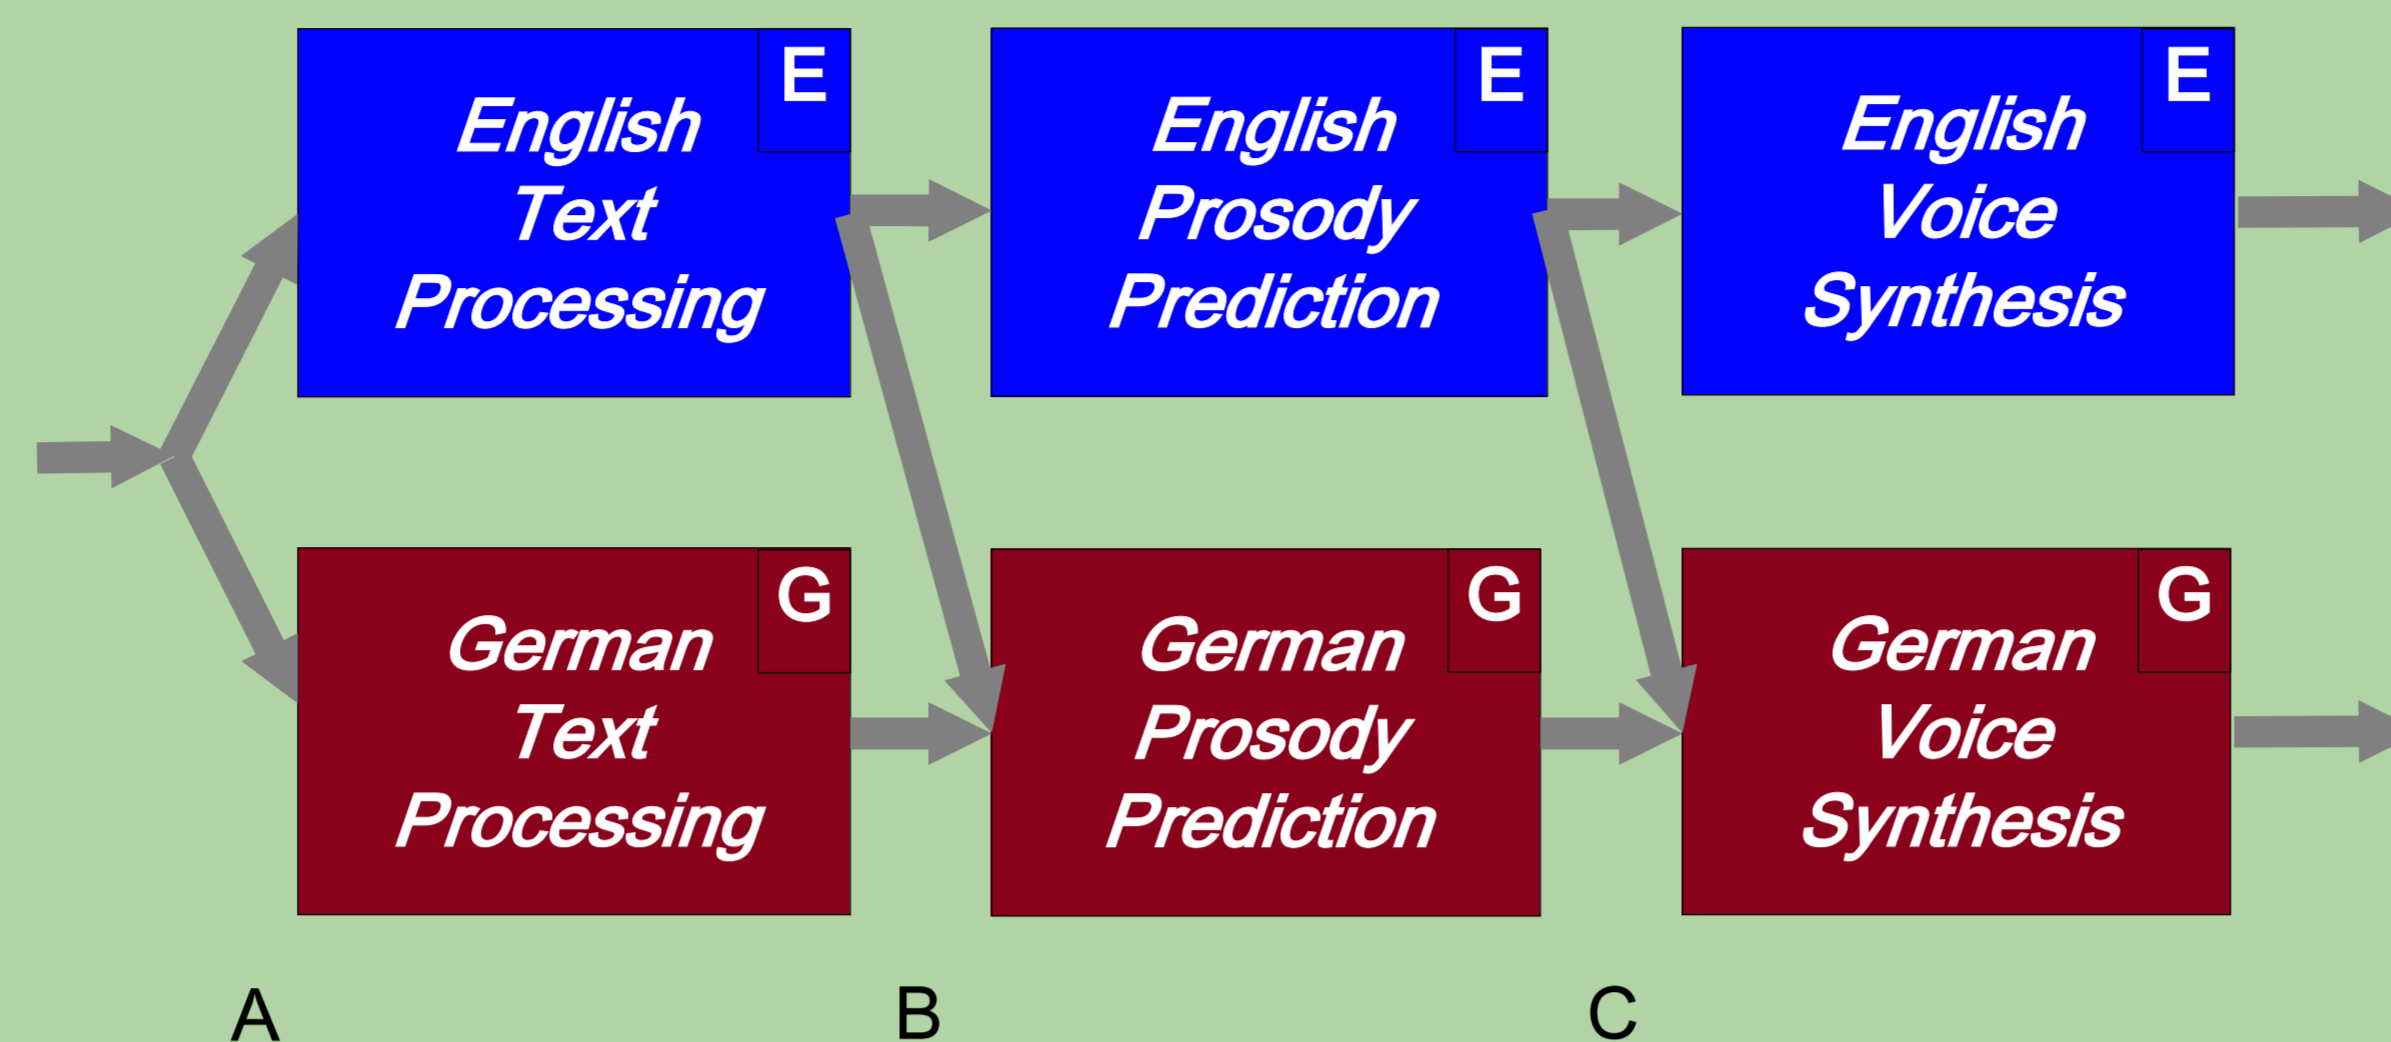 E
English
Text
Processing
E
English
Prosody
Prediction
E
English
Voice
Synthesis
G
German
Text
Processing
G
German
Prosody
Prediction
G
German
Voice
Synthesis
A
B
C